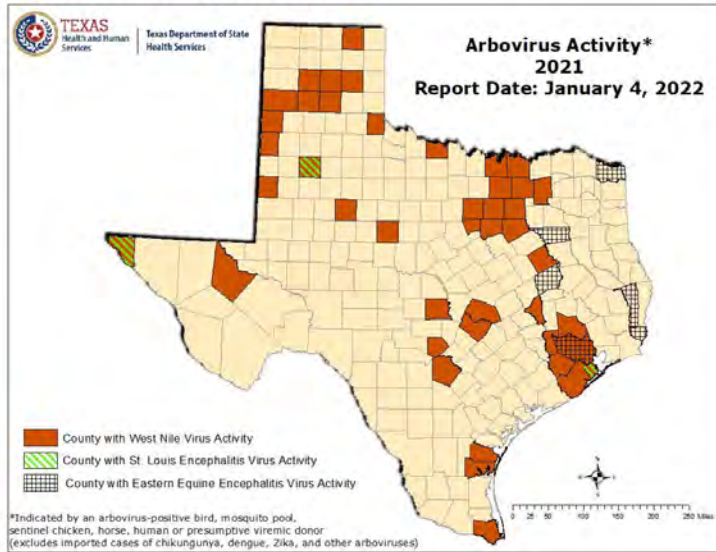 TEXAS
Health and Human
Services
Texas Department of State
Health Services
Arbovirus Activity*
2021
Report Date: January 4, 2022
County with West Nile Virus Activity
County with St. Louis Encephalitis Virus Activity
County with Eastern Equine Encephalitis Virus Activity
*Indicated by an arbovirus-positive bird, mosquito pool,
sentinel chicken, horse, human or presumptive viremic donor
(excludes imported cases of chikungunya, dengue, Zika, and other arboviruses)
0 25 50 100 150 200 250 Miles